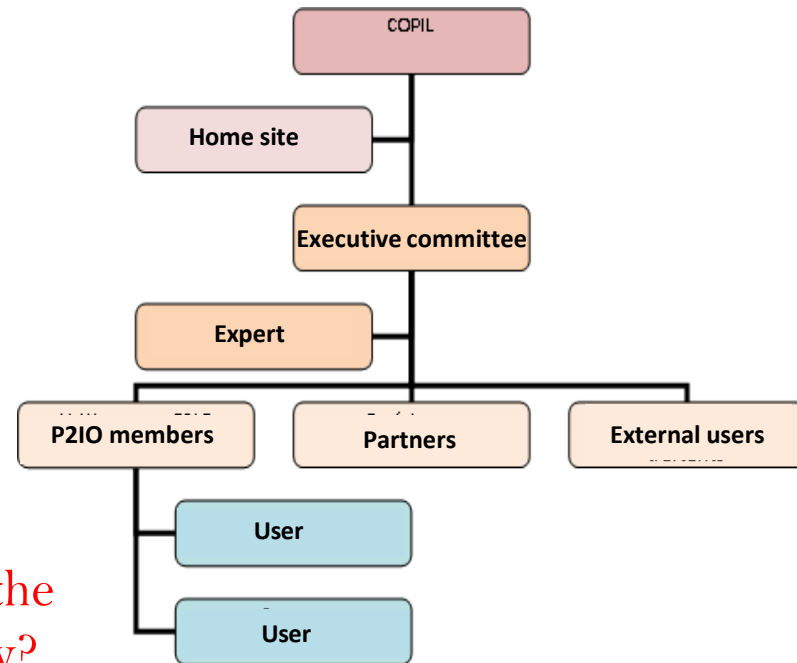 COPIL
Home site
Executive committee
Expert
P2IO members
Partners
External users
User
User
the